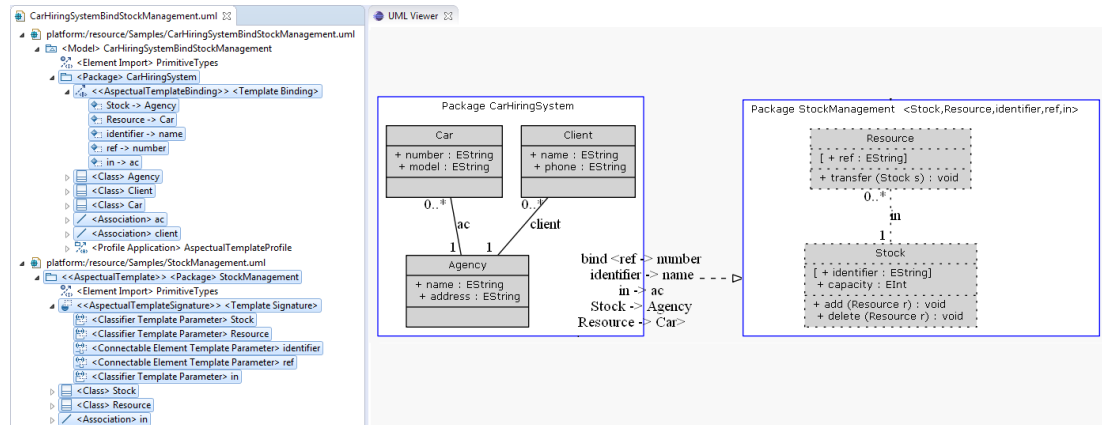 CarHiringSystemBindStockManagement.uml
platform:/resource/Samples/CarHiringSystemBindStockManagement.uml
<Model> CarHiringSystemBindStockManagement
<Element Import> PrimitiveTypes
<Package> CarHiringSystem
<<AspectualTemplateBinding>> <Template Binding>
Stock -> Agency
Resource -> Car
identifier -> name
ref -> number
in -> ac
<Class> Agency
<Class> Client
<Class> Car
<Association> ac
<Association> client
<Profile Application> AspectualTemplateProfile
platform:/resource/Samples/StockManagement.uml
<<AspectualTemplate>> <Package> StockManagement
<Element Import> PrimitiveTypes
<<AspectualTemplateSignature>> <Template Signature>
<Classifier Template Parameter> Stock
<Classifier Template Parameter> Resource
<Connectable Element Template Parameter> identifier
<Connectable Element Template Parameter> ref
<Classifier Template Parameter> in
<Class> Stock
<Class> Resource
<Association> in
UML Viewer
Package CarHiringSystem
Car
+ number : EString
+ model : EString
Client
+ name : EString
+ phone : EString
0..*
0..*
ac
client
1
1
Agency
+ name : EString
+ address : EString
bind <ref -> number
identifier -> name
in -> ac
Stock -> Agency
Resource -> Car>
Package StockManagement <Stock,Resource,identifier,ref,in>
Resource
[ + ref : EString]
+ transfer (Stock s) : void
0..*
in
1
Stock
[ + identifier : EString]
+ capacity : EInt
+ add (Resource r) : void
+ delete (Resource r) : void